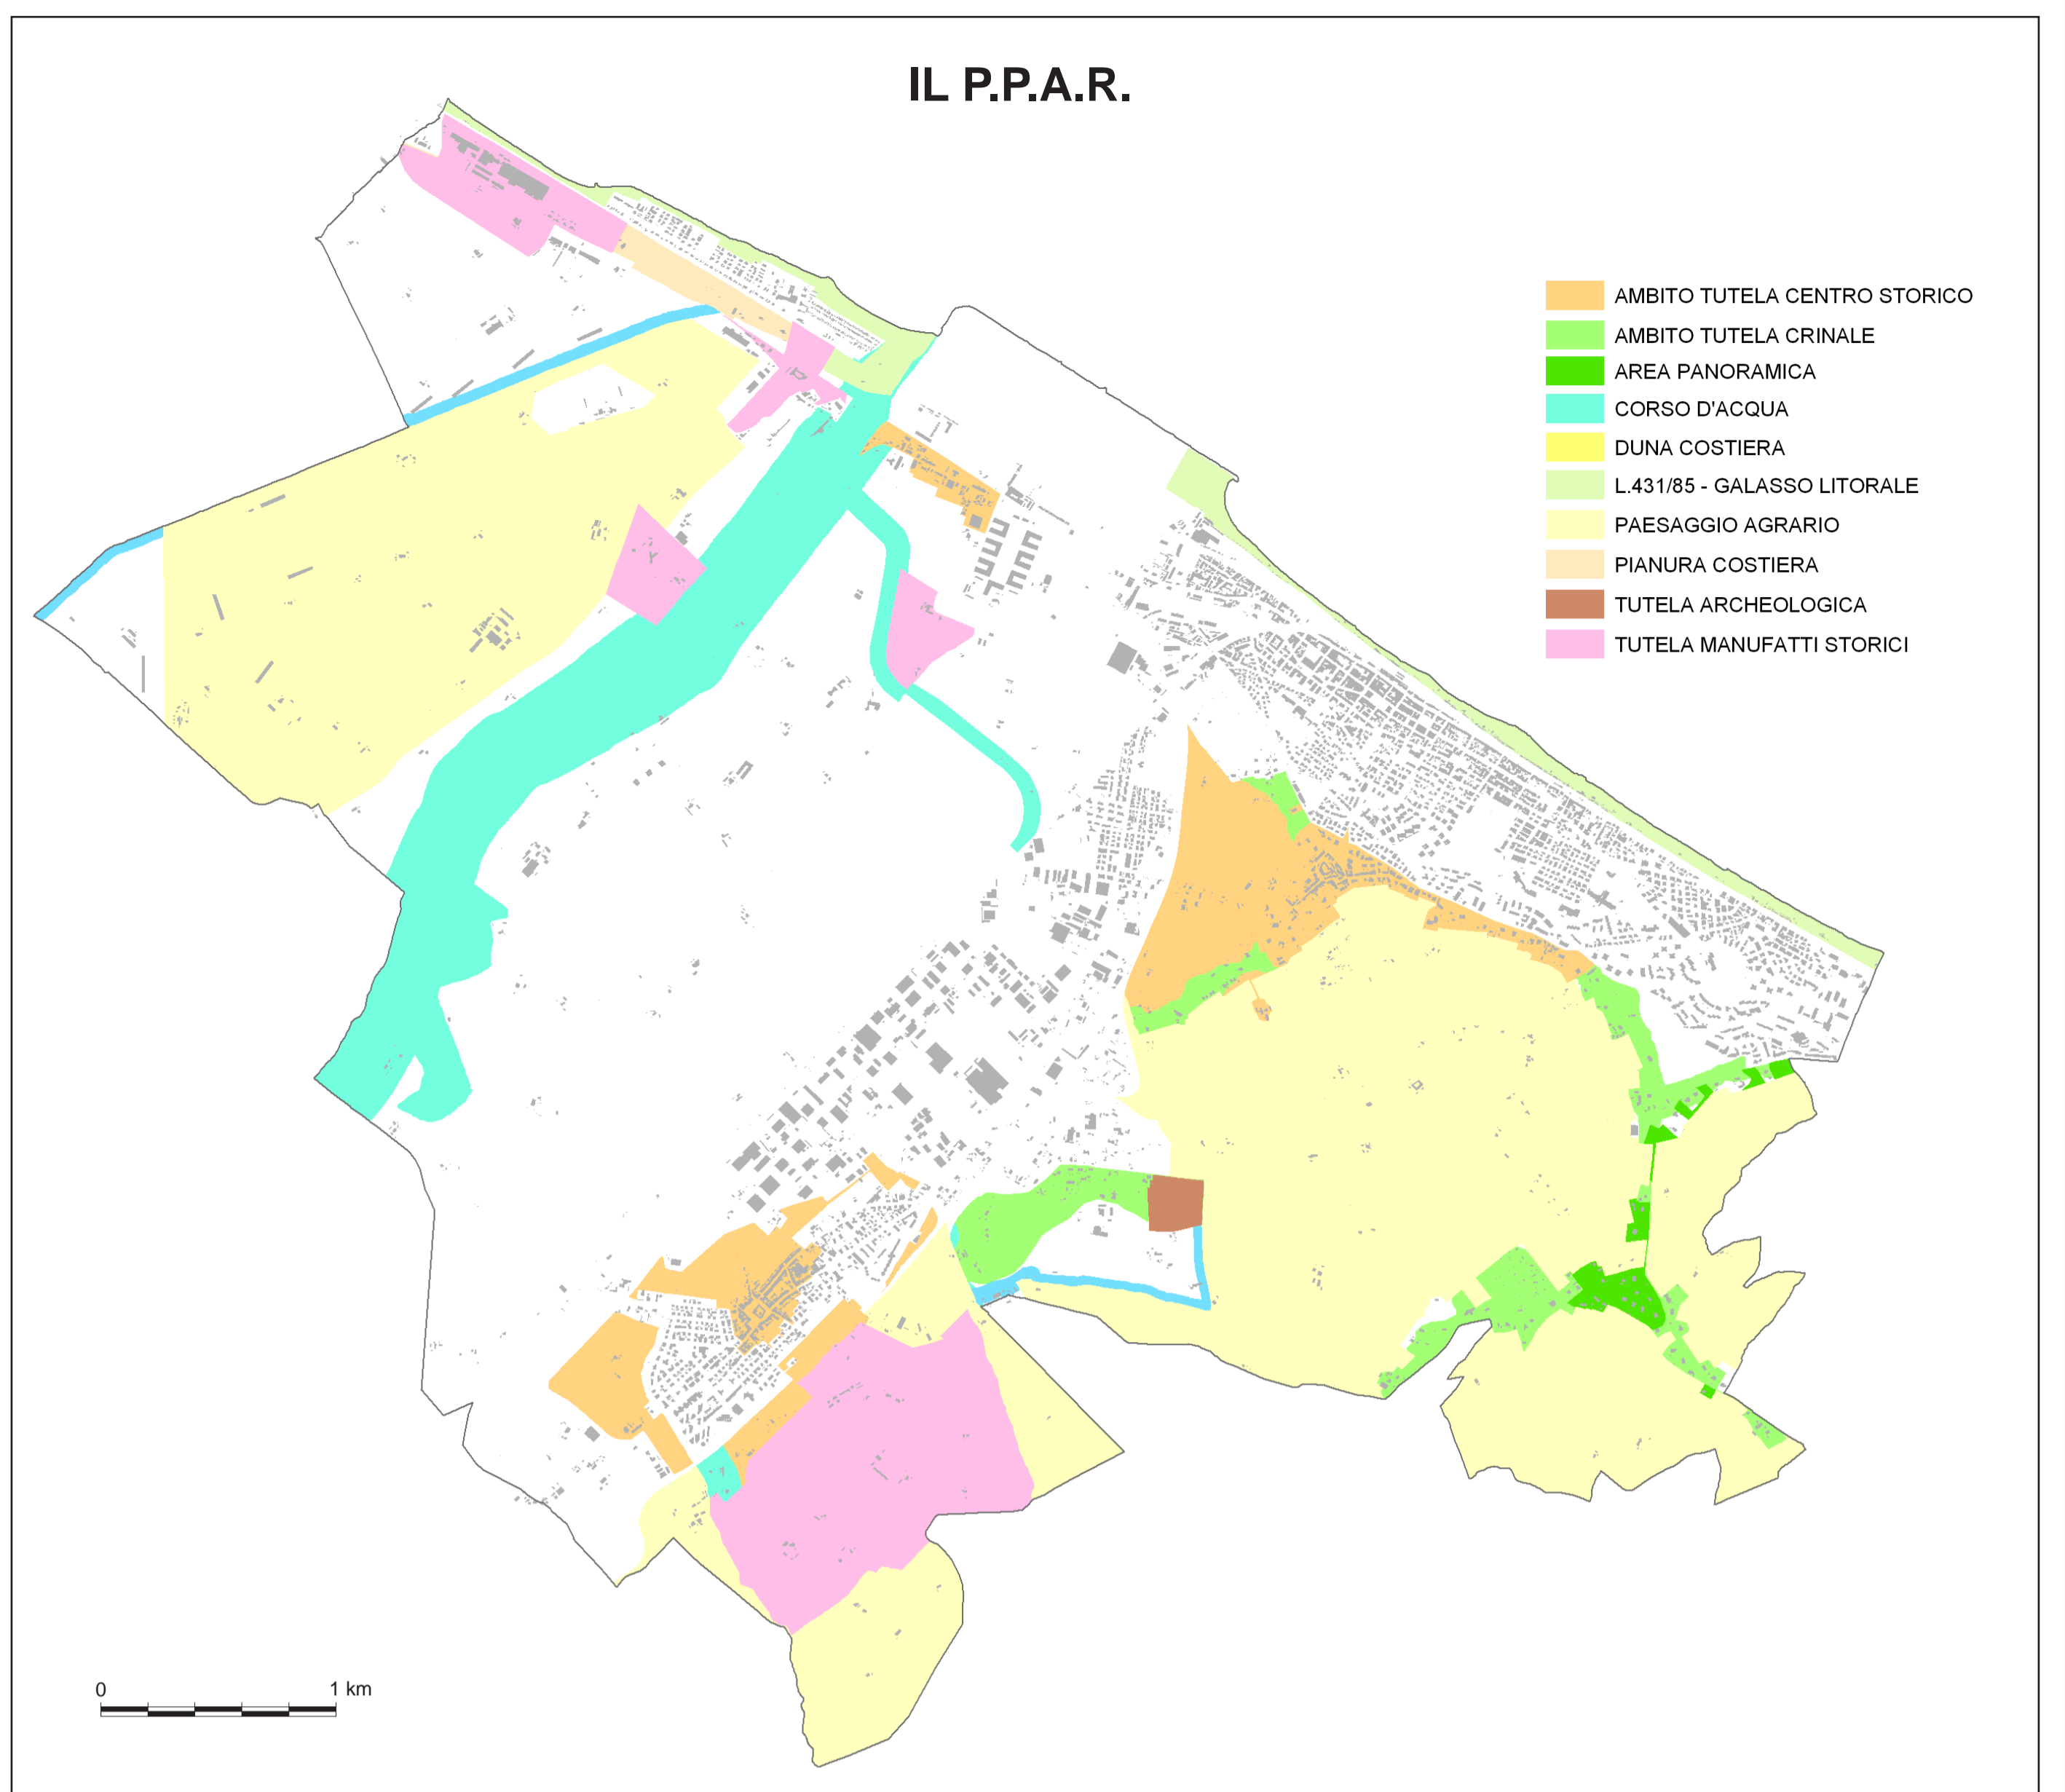 IL P.P.A.R.
AMBITO TUTELA CENTRO STORICO
AMBITO TUTELA CRINALE
AREA PANORAMICA
CORSO D'ACQUA
DUNA COSTIERA
L.431/85 - GALASSO LITORALE
PAESAGGIO AGRARIO
PIANURA COSTIERA
TUTELA ARCHEOLOGICA
TUTELA MANUFATTI STORICI
0 1 km